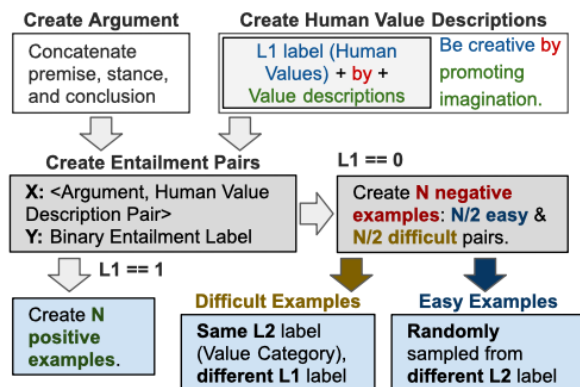 Create Argument
Concatenate
premise, stance,
and conclusion
Create Human Value Descriptions
L1 label (Human
Values) + by +
Value descriptions
Be creative by
promoting
imagination.
Create Entailment Pairs
X: <Argument, Human Value
Description Pair>
Y: Binary Entailment Label
L1 == 0
Create N negative
examples: N/2 easy &
N/2 difficult pairs.
L1 == 1
Create N
positive
examples.
Difficult Examples
Same L2 label
(Value Category),
different L1 label
Easy Examples
Randomly
sampled from
different L2 label